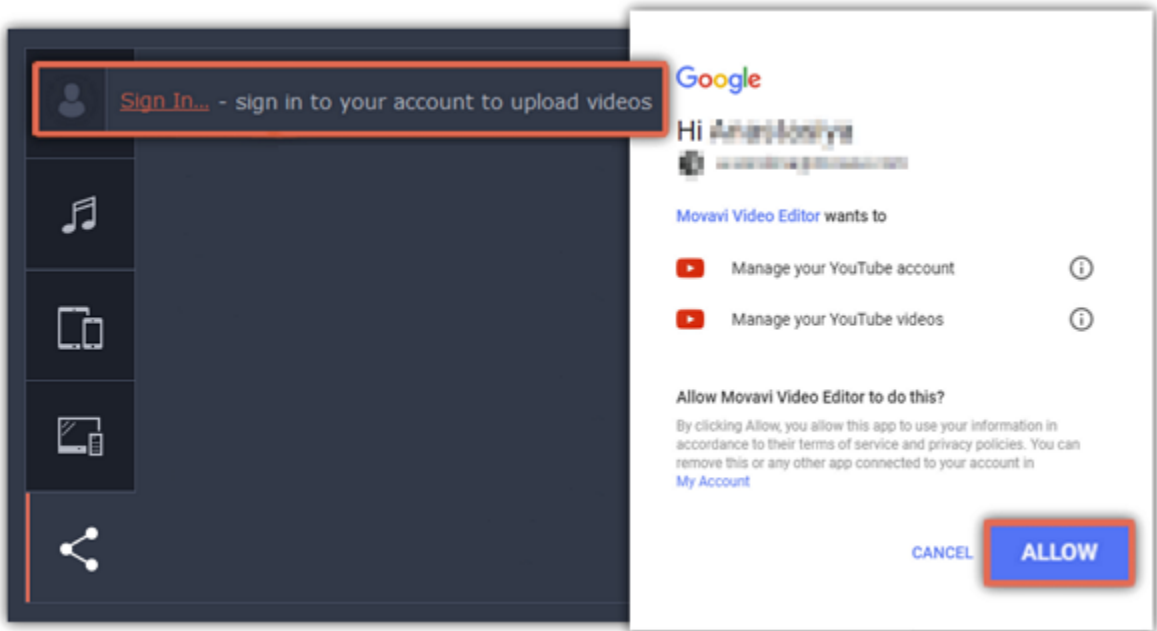 Sign In... - sign in to your account to upload videos
Google
Hi
Movavi Video Editor wants to
Manage your YouTube account
Manage your YouTube videos
Allow Movavi Video Editor to do this?
By clicking Allow, you allow this app to use your information in
accordance to their terms of service and privacy policies. You can
remove this or any other app connected to your account in
My Account
CANCEL
ALLOW